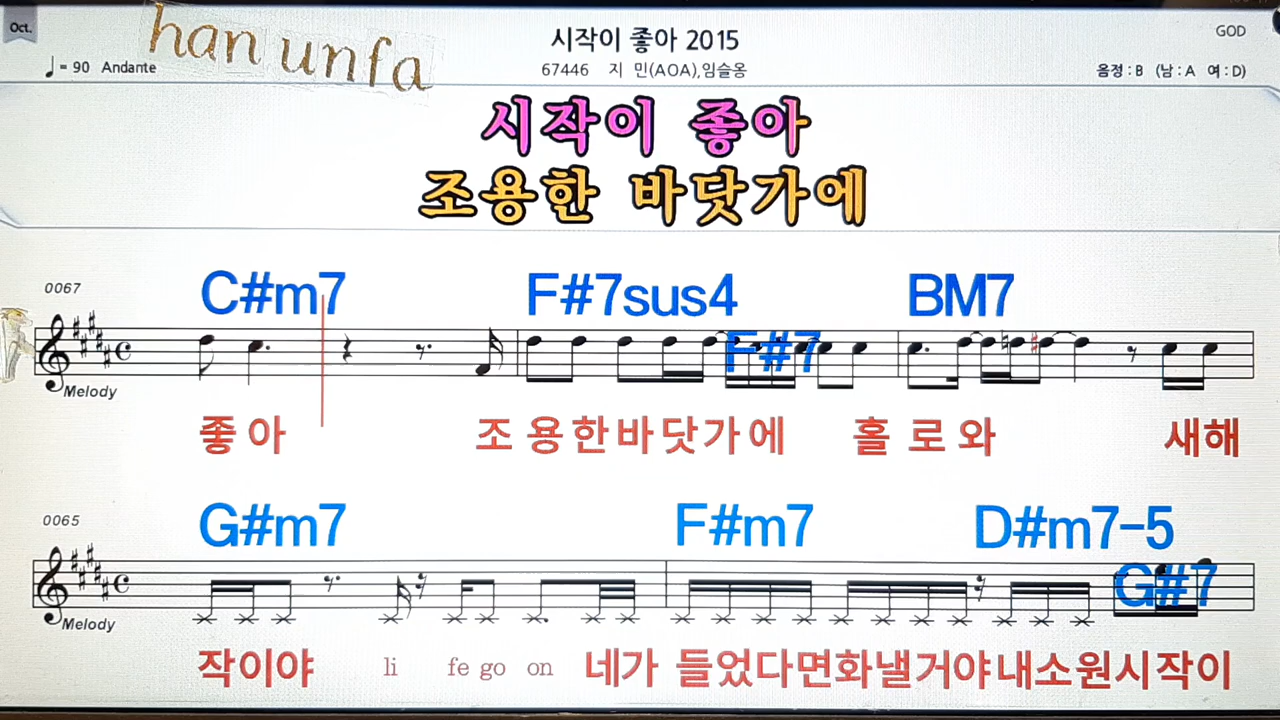 Oct.
han unfa
시작이 좋아 2015
GOD
♩= 90 Andante
67446 지 민(AOA),임슬옹
음정 : B (남 : A 여 : D)
시작이 좋아
조용한 바닷가에
0067
C#m7 F#7sus4 F#7 BM7
Melody
좋 아 조 용 한 바 닷 가 에 홀 로 와 새 해
0065
G#m7 F#m7 D#m7-5 G#7
Melody
작이야 li fe go on 네가 들었다면화낼거야내소원시작이